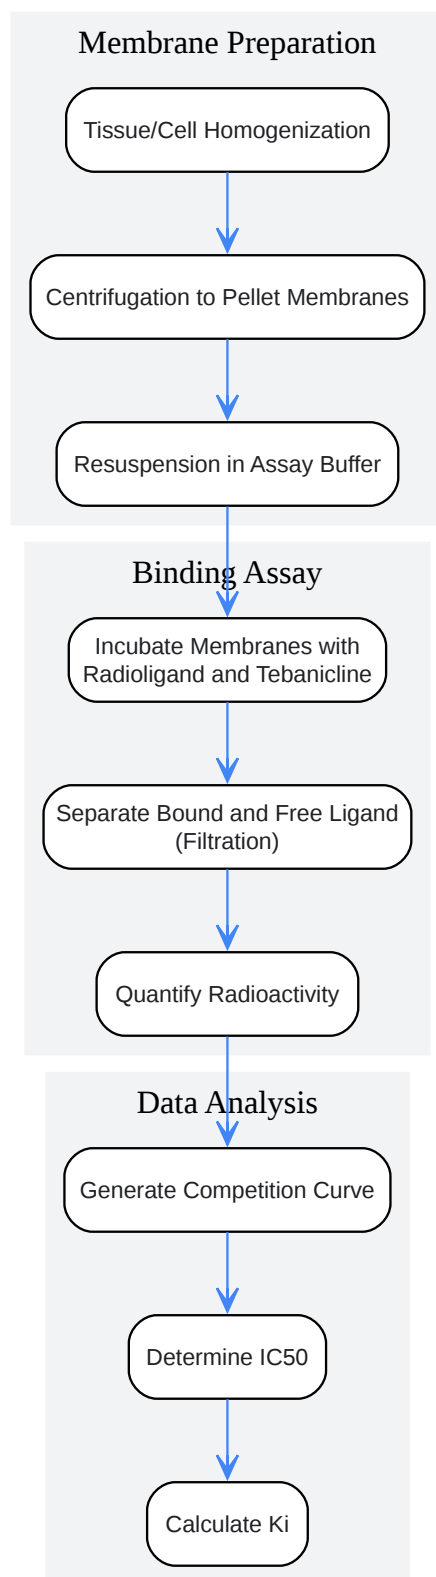 Membrane Preparation
Tissue/Cell Homogenization
Centrifugation to Pellet Membranes
Resuspension in Assay Buffer
Binding Assay
Incubate Membranes with
Radioligand and Tebanicline
Separate Bound and Free Ligand
(Filtration)
Quantify Radioactivity
Data Analysis
Generate Competition Curve
Determine IC50
Calculate Ki